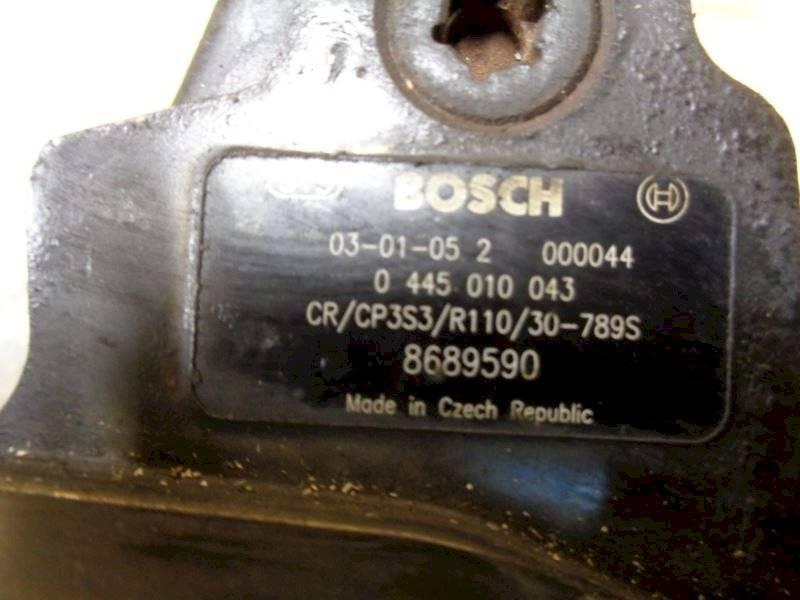 BOSCH
03-01-05 2 000044
0 445 010 043
CR/CP3S3/R110/30-789S
8689590
Made in Czech Republic